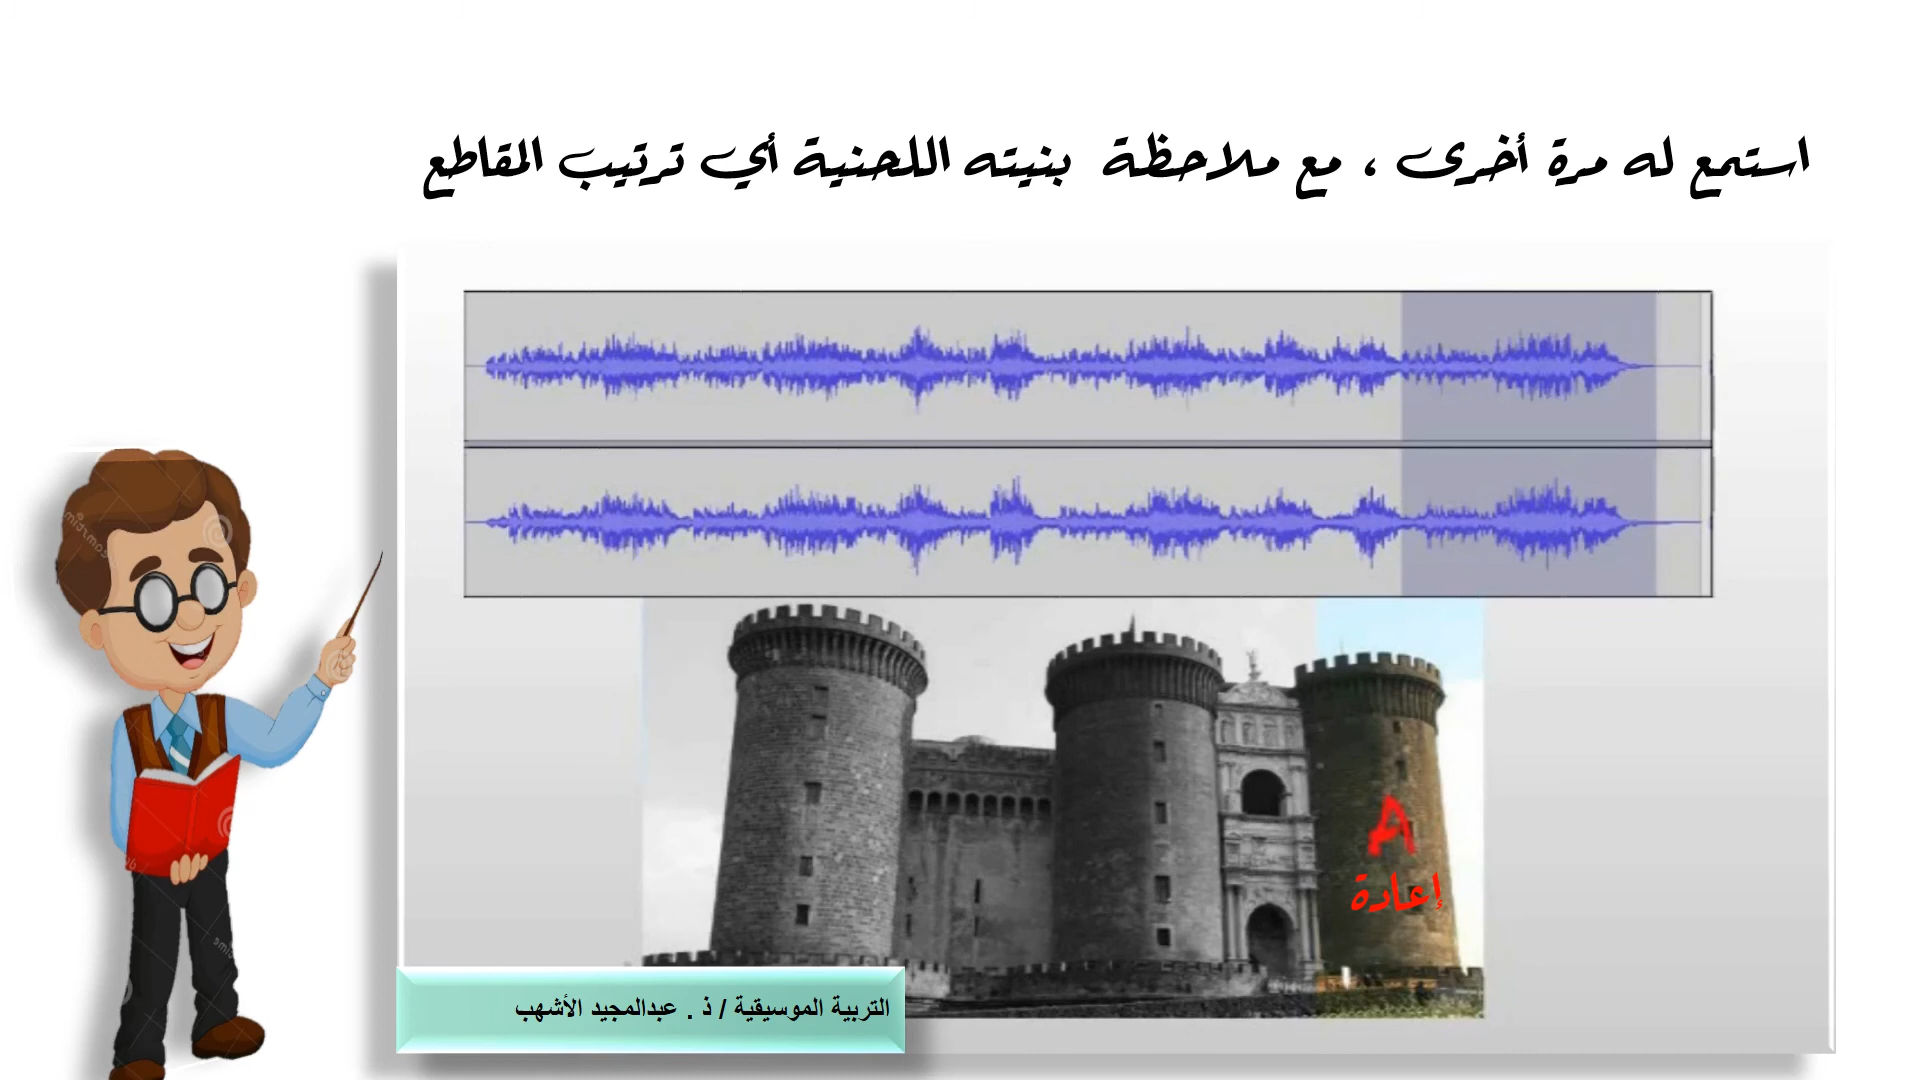 استمع له مرة أخرى ، مع ملاحظة بنيته اللحنية أي ترتيب المقاطع
A
إعادة
التربية الموسيقية / ذ . عبدالمجيد الأشهب